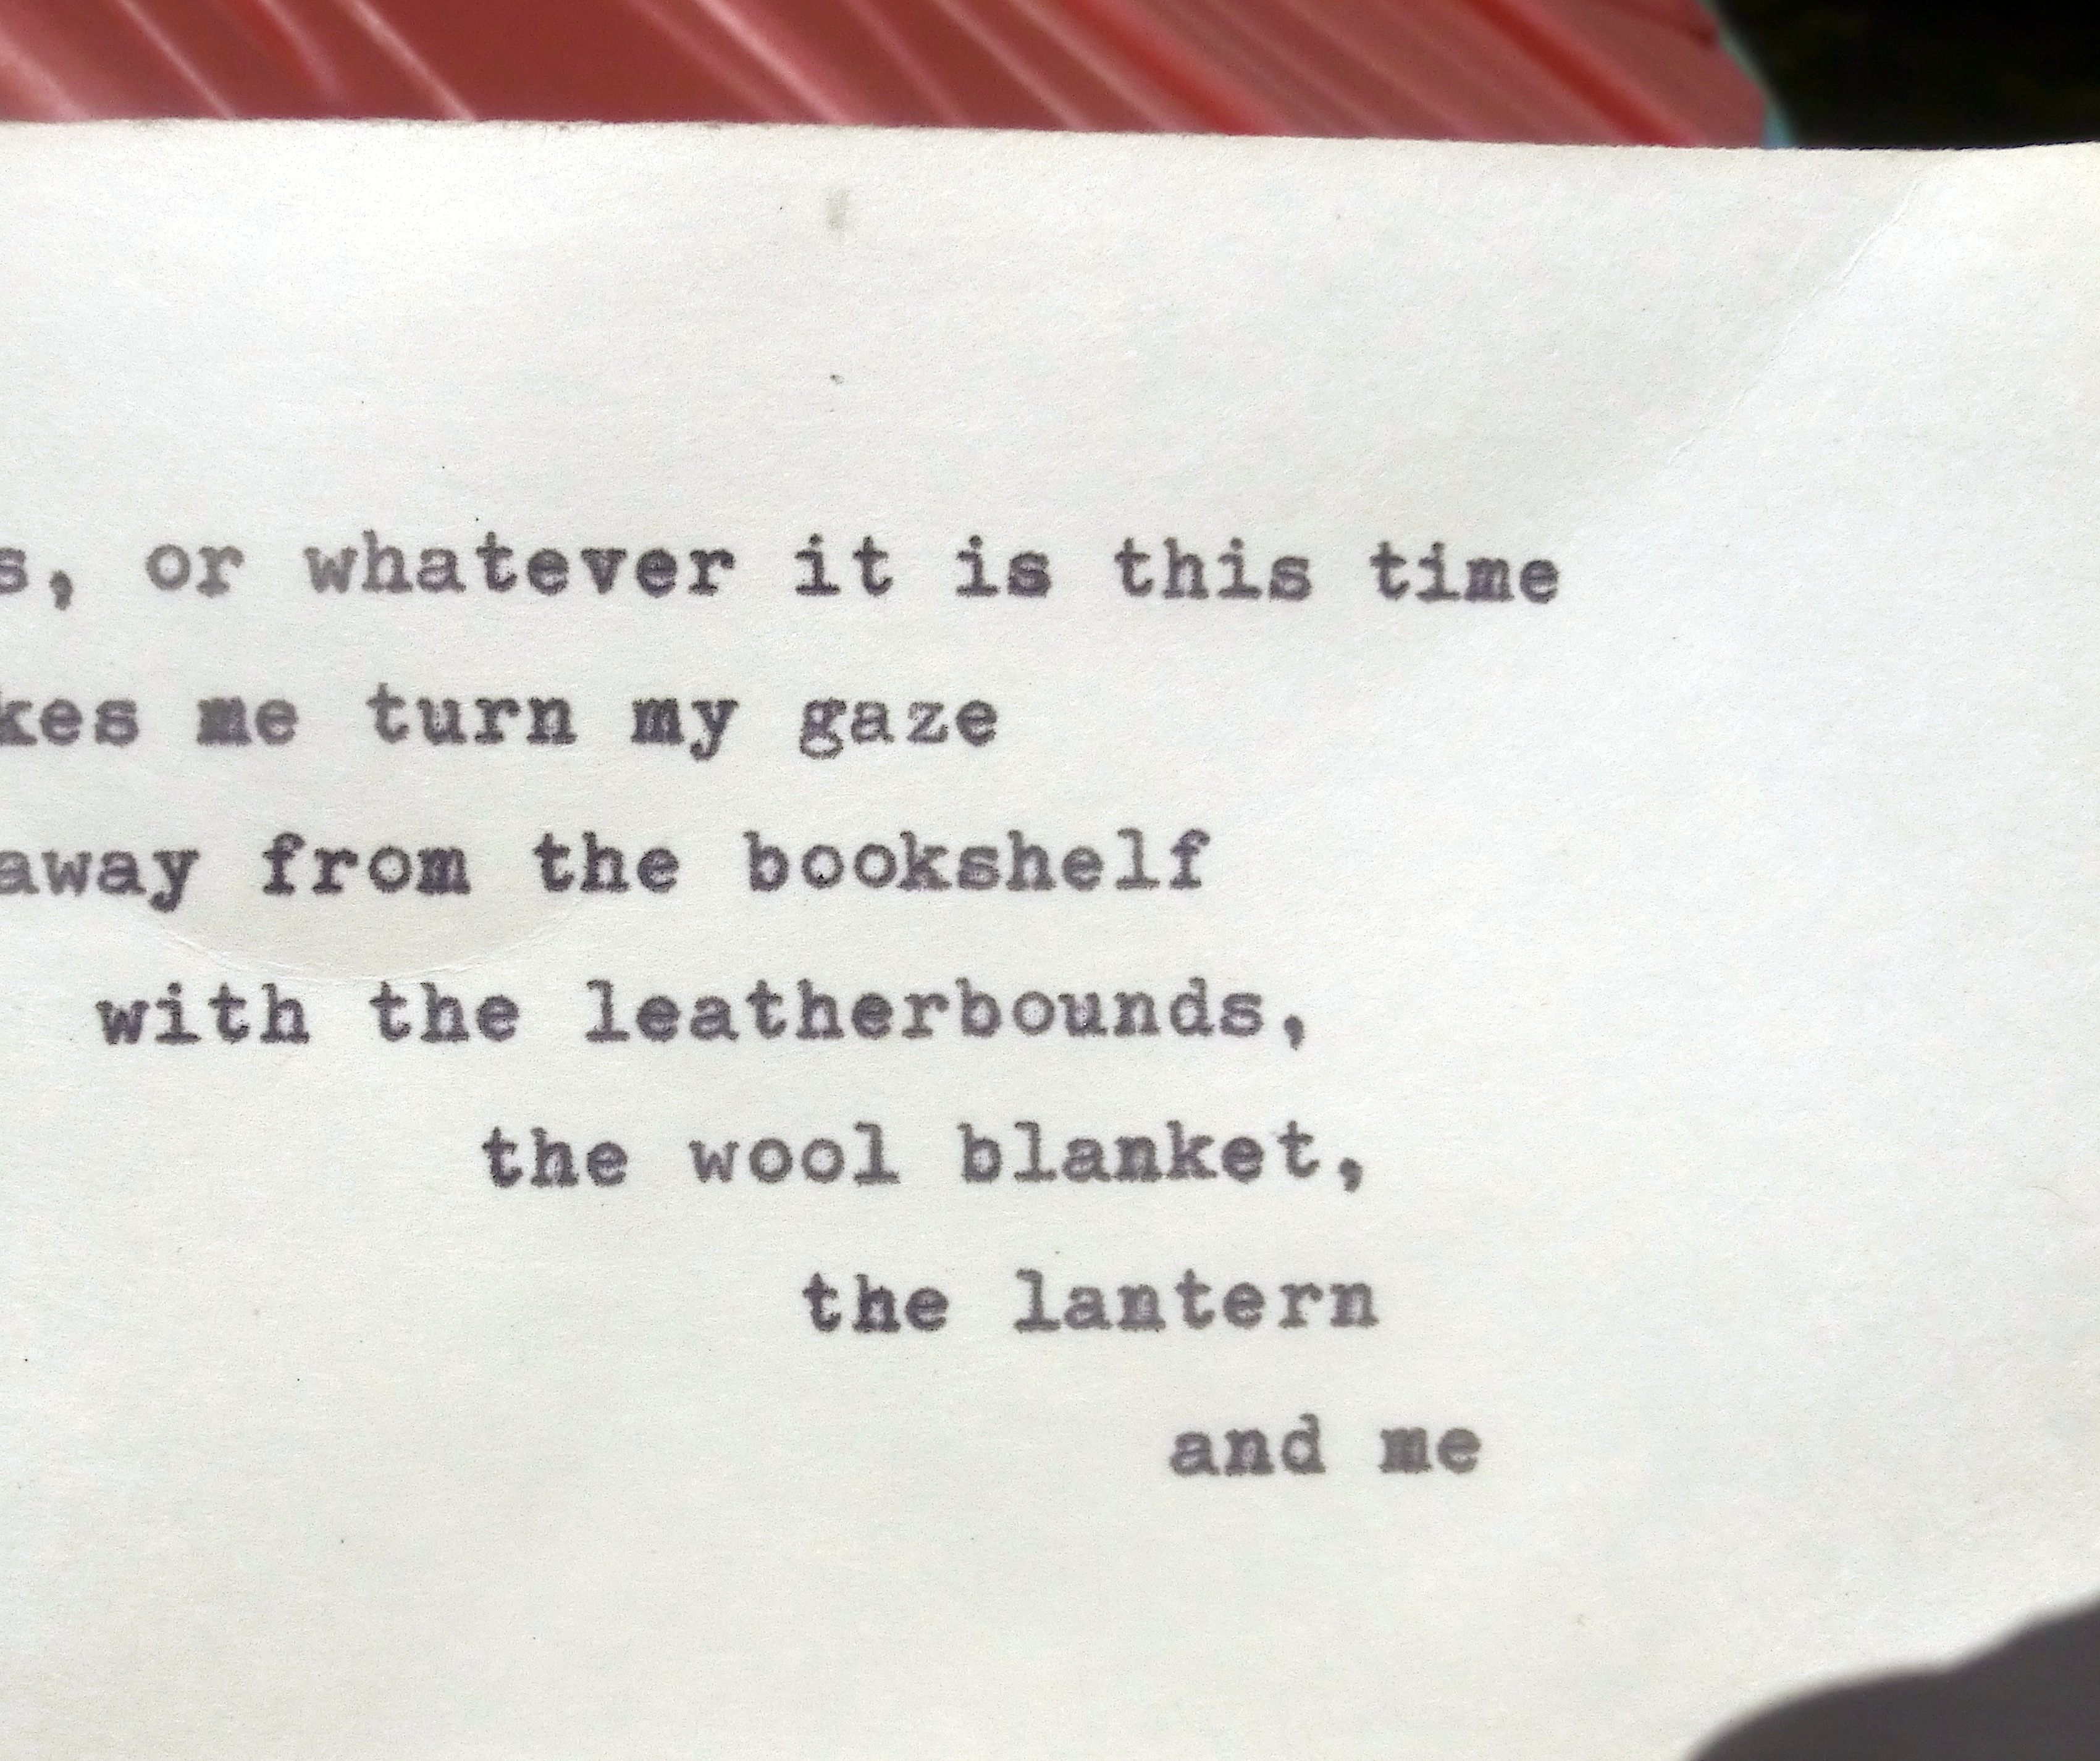 s, or whatever it is this time
kes me turn my gaze
away from the bookshelf
with the leatherbounds,
the wool blanket,
the lantern
and me